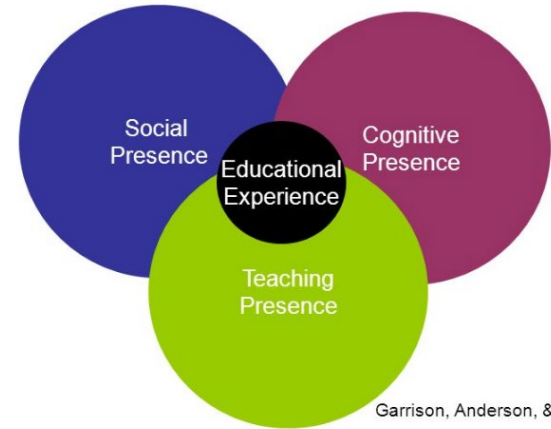 Social
Presence
Cognitive
Presence
Educational
Experience
Teaching
Presence
Garrison, Anderson, &